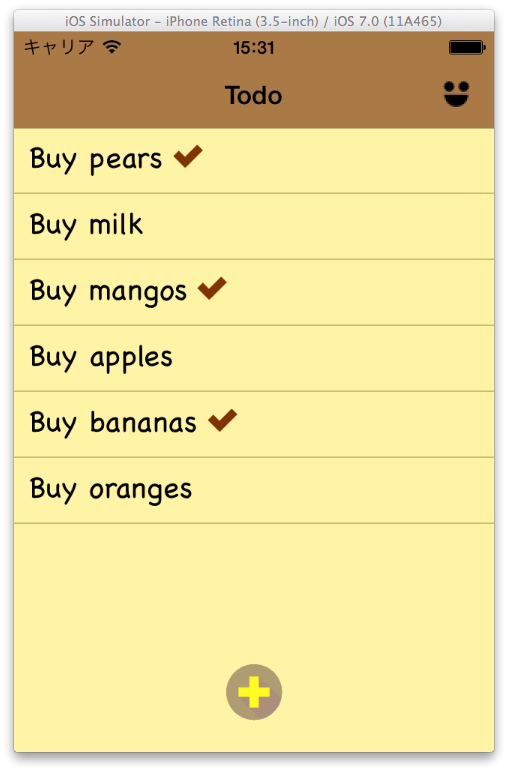 iOS Simulator – iPhone Retina (3.5-inch) / iOS 7.0 (11A465)
キャリア 15:31
Todo
Buy pears
Buy milk
Buy mangos
Buy apples
Buy bananas
Buy oranges